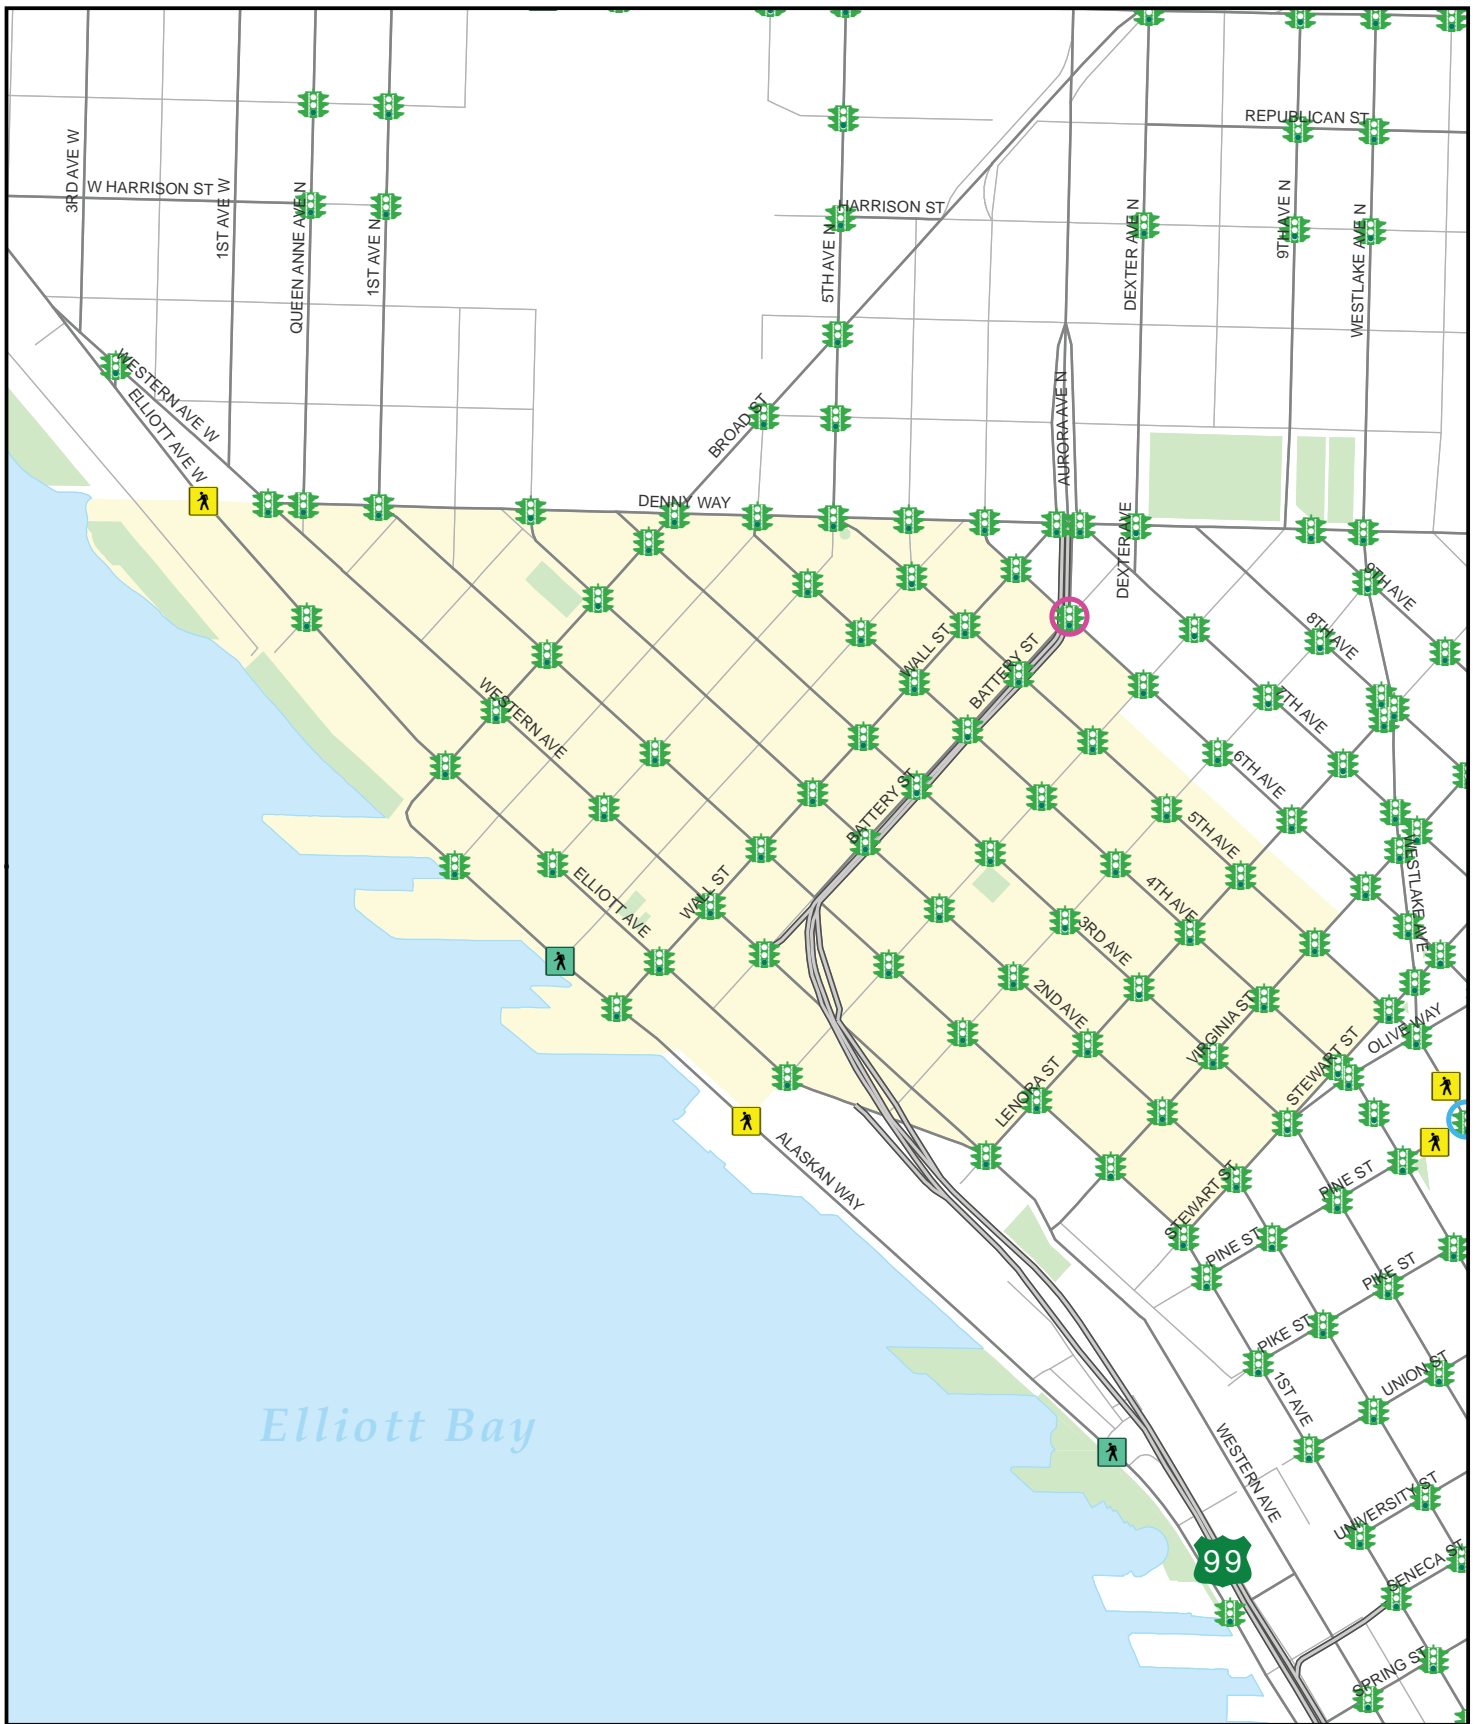 REPUBLICAN ST
3RD AVE W
W HARRISON ST
1ST AVE W
QUEEN ANNE AVE N
1ST AVE N
HARRISON ST
5TH AVE N
DEXTER AVE N
9TH AVE N
WESTLAKE AVE N
WESTERN AVE W
ELLIOTT AVE W
BROAD ST
AURORA AVE N
DENNY WAY
DEXTER AVE
9TH AVE
8TH AVE
WALL ST
BATTERY ST
WESTERN AVE
7TH AVE
6TH AVE
BATTERY ST
5TH AVE
WESTLAKE AVE
ELLIOTT AVE
WALL ST
4TH AVE
3RD AVE
2ND AVE
VIRGINIA ST
OLIVE WAY
STEWART ST
LENORA ST
ALASKAN WAY
STEWART ST
PINE ST
PINE ST
PIKE ST
PIKE ST
UNION ST
1ST AVE
Elliott Bay
WESTERN AVE
UNIVERSITY ST
99
SENECA ST
SPRING ST